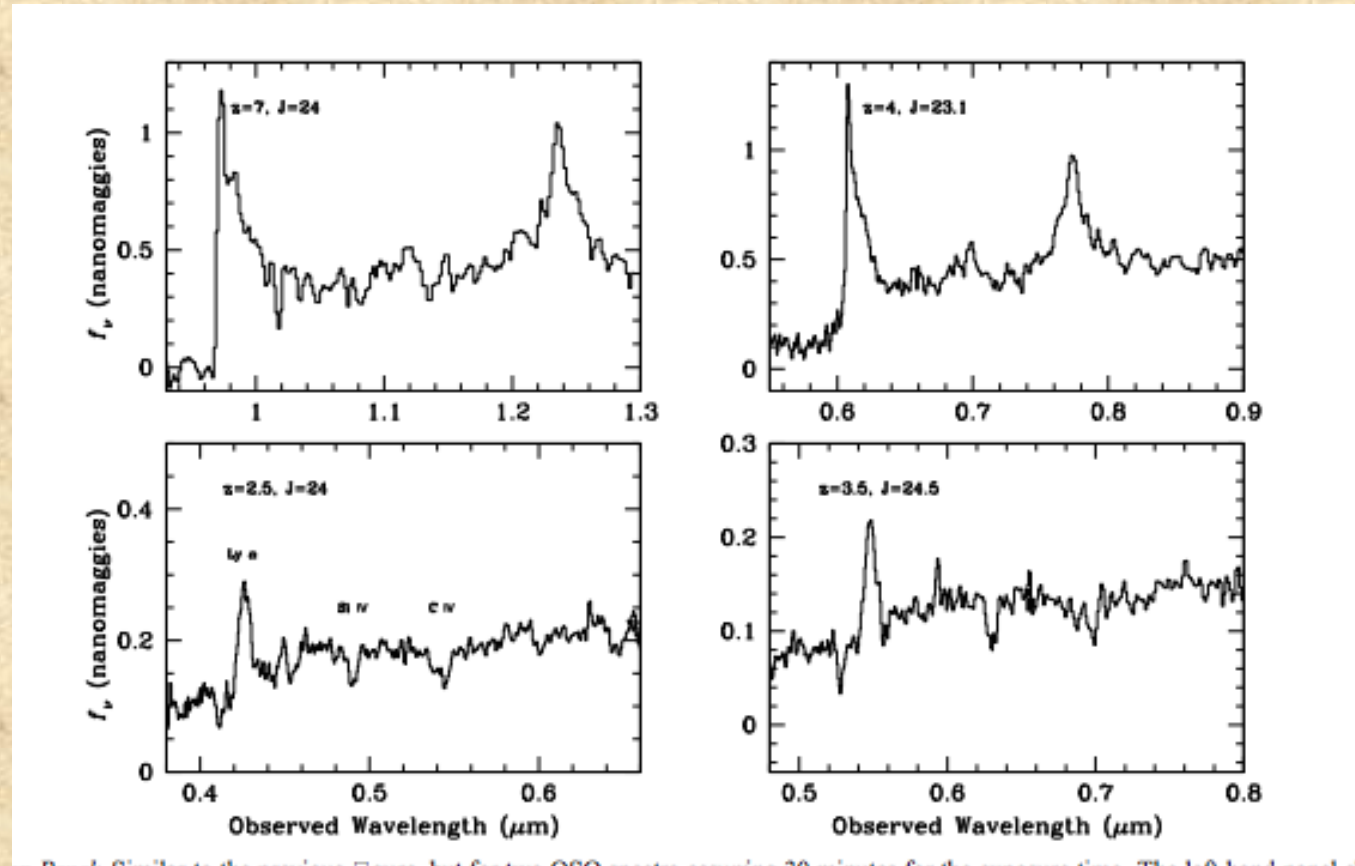 z=7, J=24
f_ν (nanomaggies)
1
0.5
0
1
1.1
1.2
1.3
z=4, J=23.1
1
0.5
0
0.6
0.7
0.8
0.9
z=2.5, J=24
Ly α
Si IV
C IV
f_ν (nanomaggies)
0.4
0.2
0
0.4
0.5
0.6
Observed Wavelength (μm)
z=3.5, J=24.5
0.3
0.2
0.1
0
0.5
0.6
0.7
0.8
Observed Wavelength (μm)
Similar to the previous but for two QSO spectra assuming 30 minutes for the exposure time. The left-hand panel